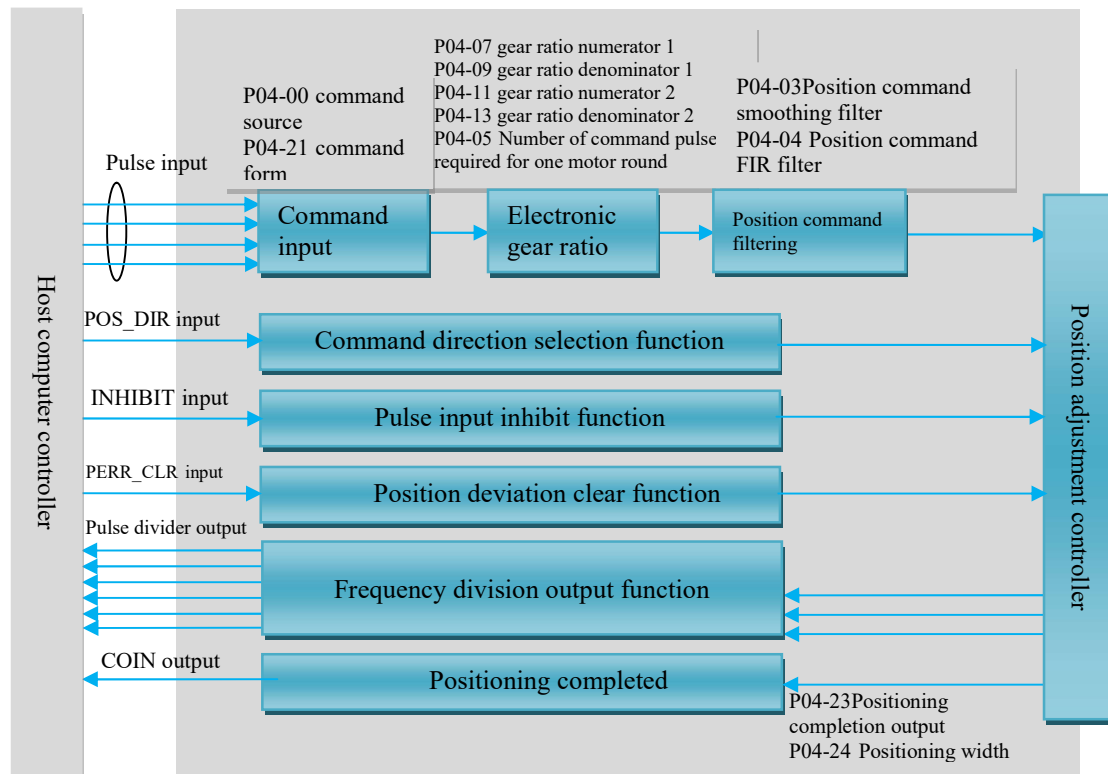 P04-00 command
source
P04-21 command
form
P04-07 gear ratio numerator 1
P04-09 gear ratio denominator 1
P04-11 gear ratio numerator 2
P04-13 gear ratio denominator 2
P04-05 Number of command pulse
required for one motor round
P04-03Position command
smoothing filter
P04-04 Position command
FIR filter
Pulse input
Command
input
Electronic
gear ratio
Position command
filtering
Host computer controller
Position adjustment controller
POS_DIR input
Command direction selection function
INHIBIT input
Pulse input inhibit function
PERR_CLR input
Position deviation clear function
Pulse divider output
Frequency division output function
COIN output
Positioning completed
P04-23Positioning
completion output
P04-24 Positioning width